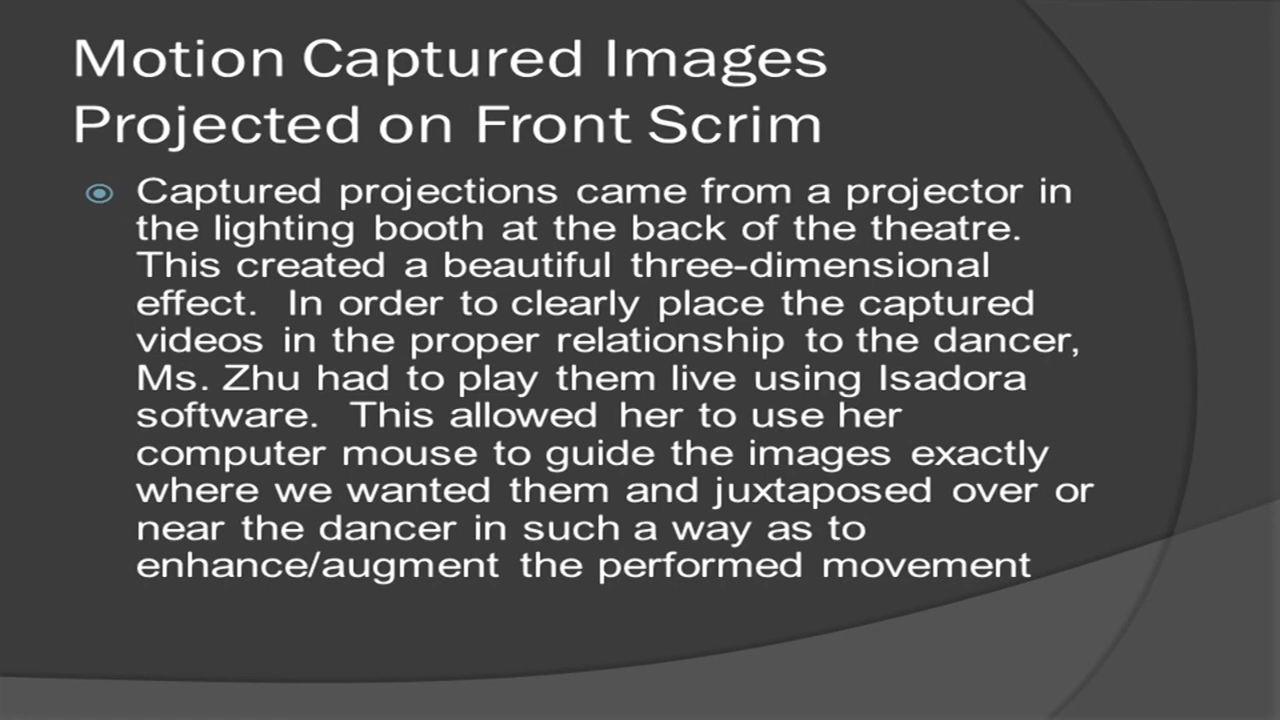 Motion Captured Images
Projected on Front Scrim
Captured projections came from a projector in
the lighting booth at the back of the theatre.
This created a beautiful three-dimensional
effect.  In order to clearly place the captured
videos in the proper relationship to the dancer,
Ms. Zhu had to play them live using Isadora
software.  This allowed her to use her
computer mouse to guide the images exactly
where we wanted them and juxtaposed over or
near the dancer in such a way as to
enhance/augment the performed movement